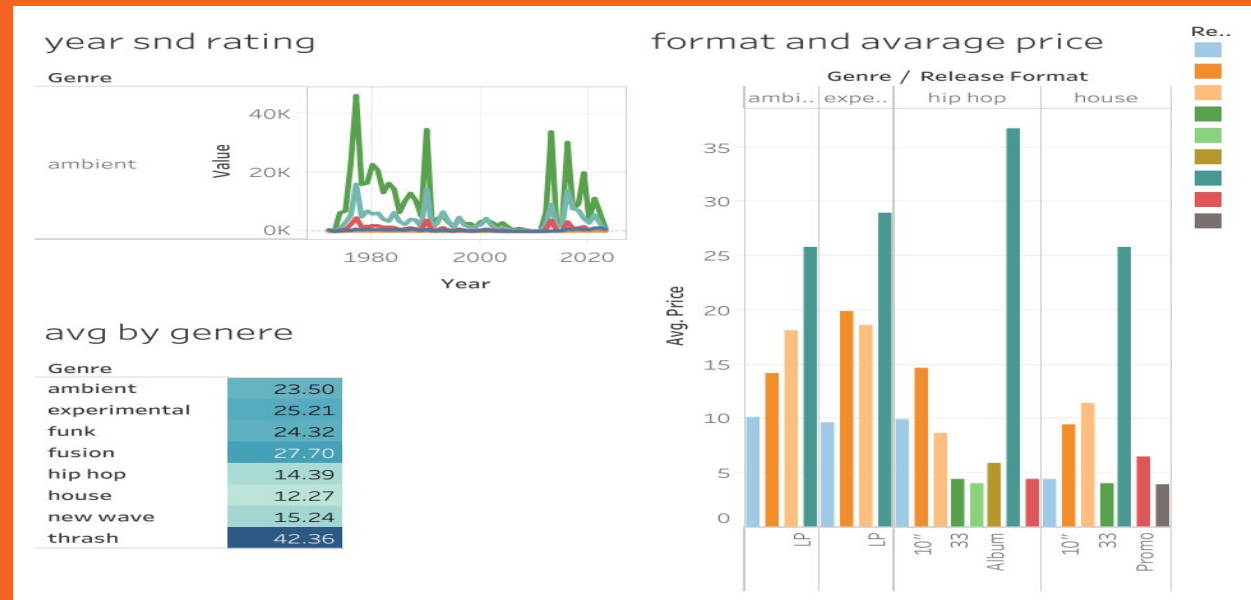 year snd rating
Genre
ambient
Value
40K
20K
0K
1980 2000 2020
Year
avg by genere
Genre
ambient 23.50
experimental 25.21
funk 24.32
fusion 27.70
hip hop 14.39
house 12.27
new wave 15.24
thrash 42.36
format and avarage price
Genre / Release Format
ambi.. expe.. hip hop house
Avg. Price
35
30
25
20
15
10
5
0
LP LP 10" 33 Album 10" 33 Promo
Re..